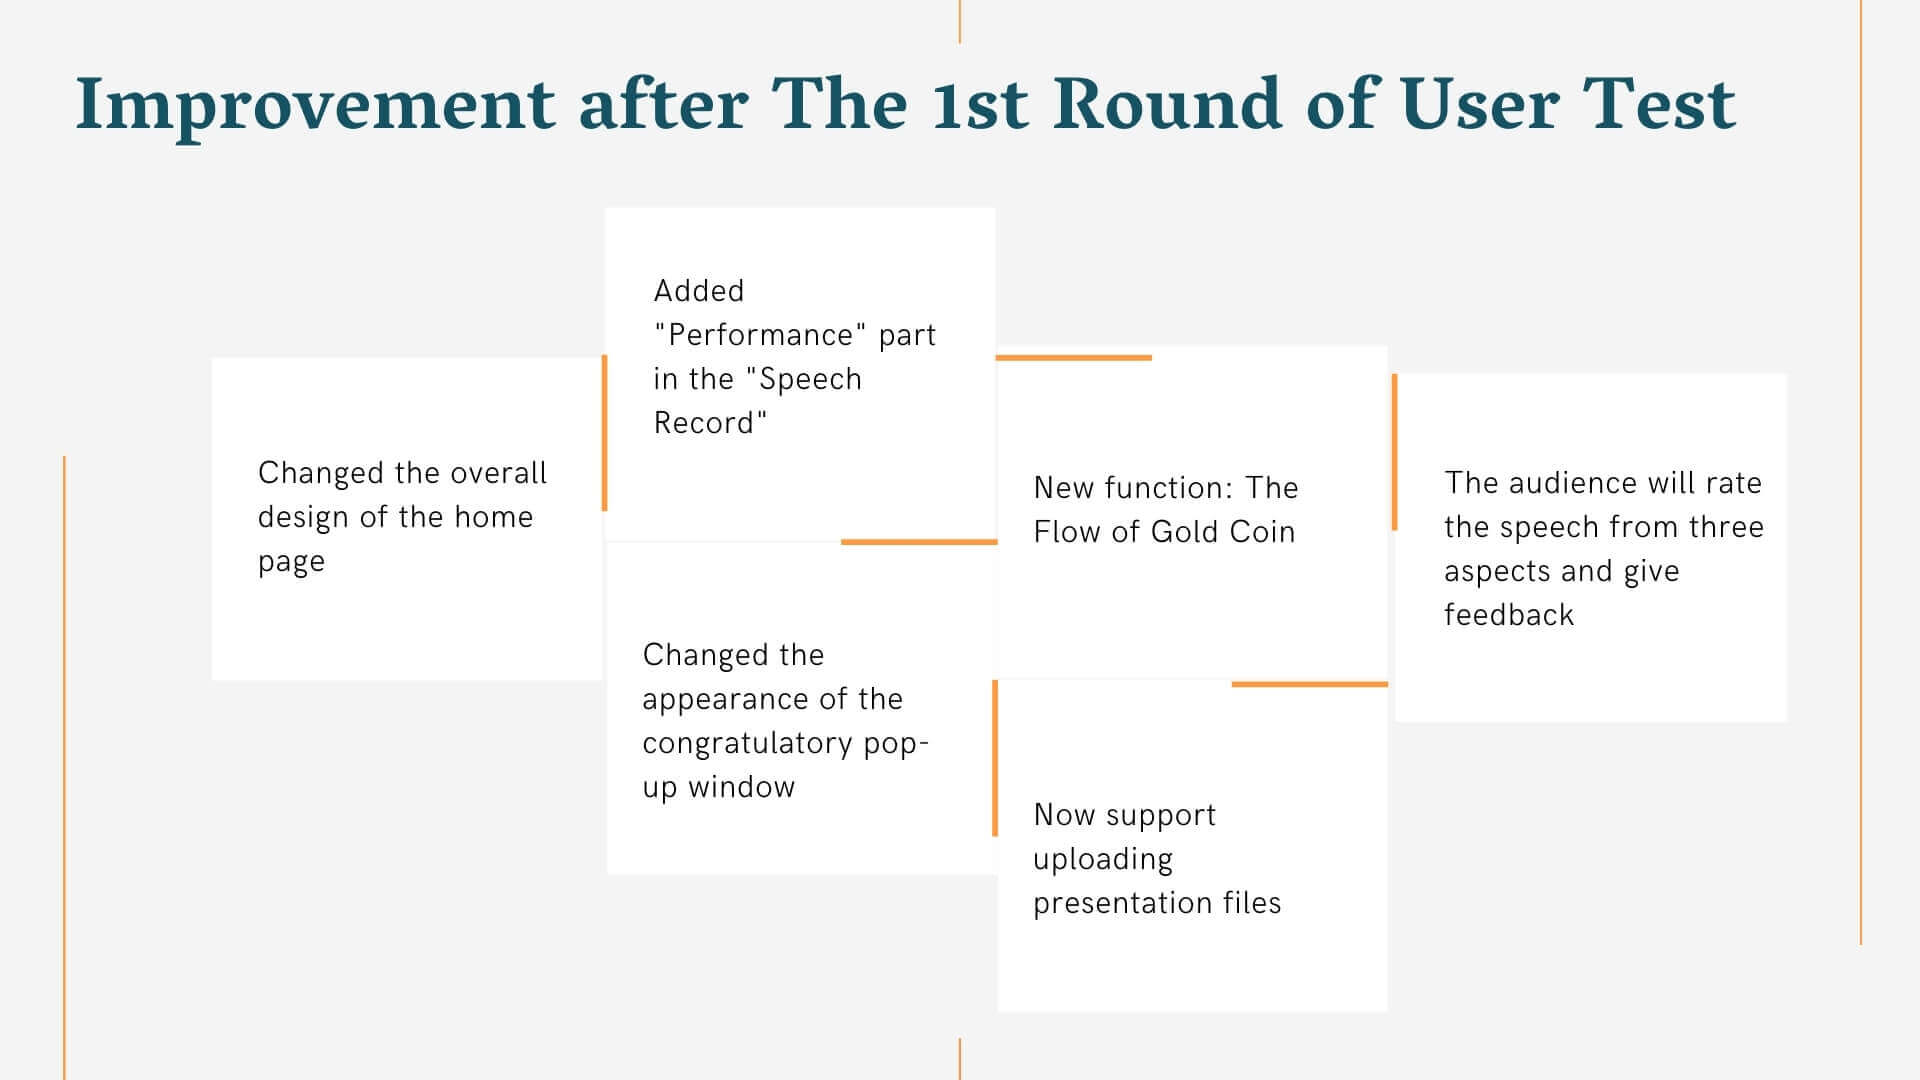 Improvement after The 1st Round of User Test
Changed the overall
design of the home
page
Added
"Performance" part
in the "Speech
Record"
Changed the
appearance of the
congratulatory pop-
up window
New function: The
Flow of Gold Coin
Now support
uploading
presentation files
The audience will rate
the speech from three
aspects and give
feedback